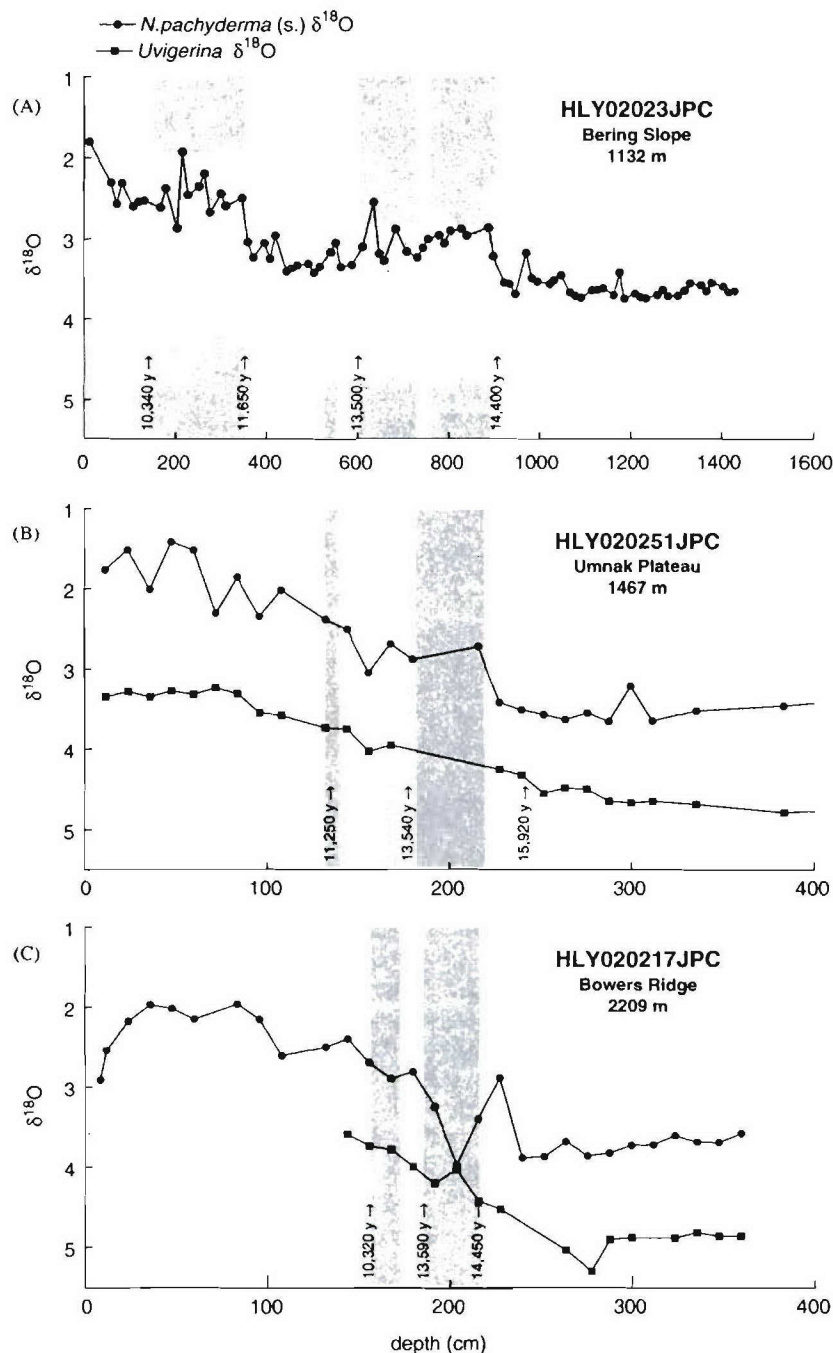 N.pachyderma (s.) δ18O
Uvigerina δ18O
(A)
HLY02023JPC
Bering Slope
1132 m
1
2
3
4
5
δ18O
10,340 y →
11,650 y →
13,500 y →
14,400 y →
0 200 400 600 800 1000 1200 1400 1600
(B)
HLY020251JPC
Umnak Plateau
1467 m
1
2
3
4
5
δ18O
11,250 y →
13,540 y →
15,920 y →
0 100 200 300 400
(C)
HLY020217JPC
Bowers Ridge
2209 m
1
2
3
4
5
δ18O
10,320 y →
13,590 y →
14,450 y →
0 100 200 300 400
depth (cm)